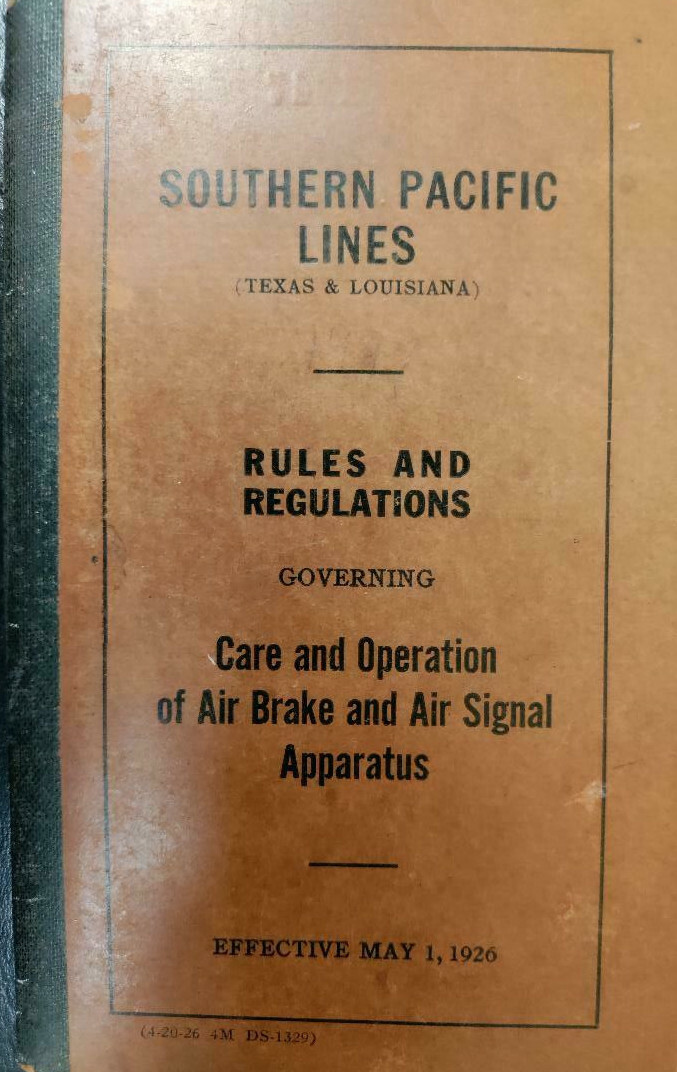 SOUTHERN PACIFIC
LINES
(TEXAS & LOUISIANA)
RULES AND
REGULATIONS
GOVERNING
Care and Operation
of Air Brake and Air Signal
Apparatus
EFFECTIVE MAY 1, 1926
(4-20-26 4M DS-1329)